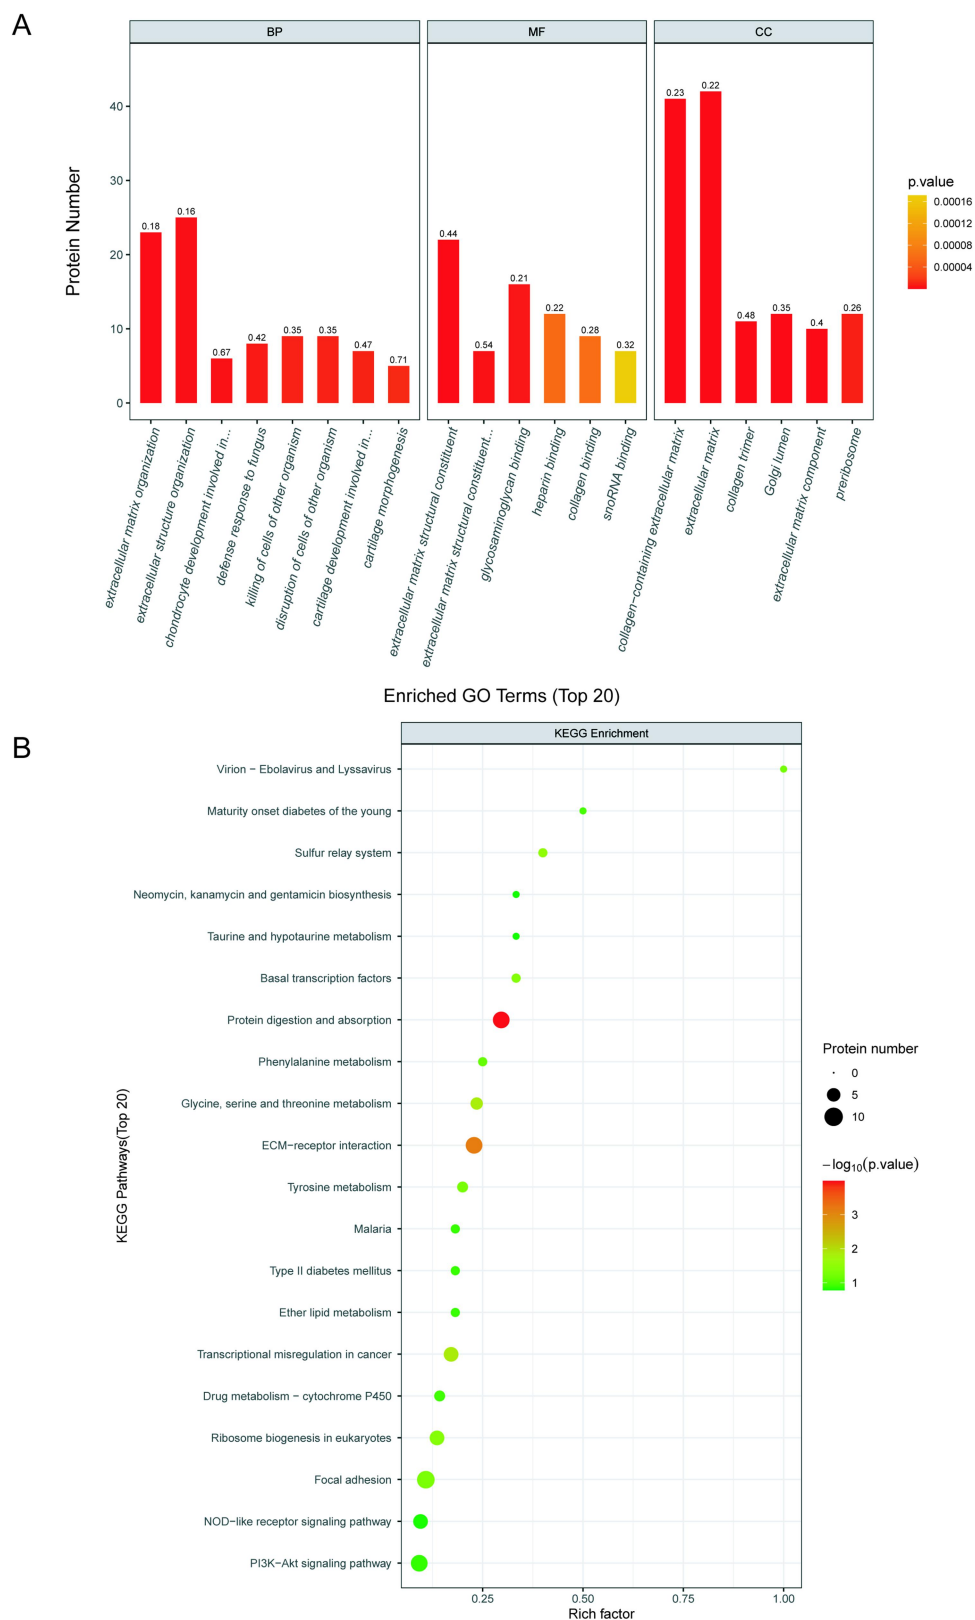 A
BP
MF
CC
Protein Number
40
30
20
10
0
0.18
0.16
0.67
0.42
0.35
0.35
0.47
0.71
0.44
0.54
0.21
0.22
0.28
0.32
0.23
0.22
0.48
0.35
0.4
0.26
p.value
0.00016
0.00012
0.00008
0.00004
extracellular matrix organization
extracellular structure organization
chondrocyte development involved in...
defense response to fungus
killing of cells of other organism
disruption of cells of other organism
cartilage development involved in...
cartilage morphogenesis
extracellular matrix structural constituent
extracellular matrix structural constituent...
glycosaminoglycan binding
heparin binding
collagen binding
snoRNA binding
collagen−containing extracellular matrix
extracellular matrix
collagen trimer
Golgi lumen
extracellular matrix component
preribosome
Enriched GO Terms (Top 20)
B
KEGG Enrichment
KEGG Pathways(Top 20)
Virion − Ebolavirus and Lyssavirus
Maturity onset diabetes of the young
Sulfur relay system
Neomycin, kanamycin and gentamicin biosynthesis
Taurine and hypotaurine metabolism
Basal transcription factors
Protein digestion and absorption
Phenylalanine metabolism
Glycine, serine and threonine metabolism
ECM−receptor interaction
Tyrosine metabolism
Malaria
Type II diabetes mellitus
Ether lipid metabolism
Transcriptional misregulation in cancer
Drug metabolism − cytochrome P450
Ribosome biogenesis in eukaryotes
Focal adhesion
NOD−like receptor signaling pathway
PI3K−Akt signaling pathway
0.25
0.50
0.75
1.00
Rich factor
Protein number
0
5
10
−log₁₀(p.value)
3
2
1